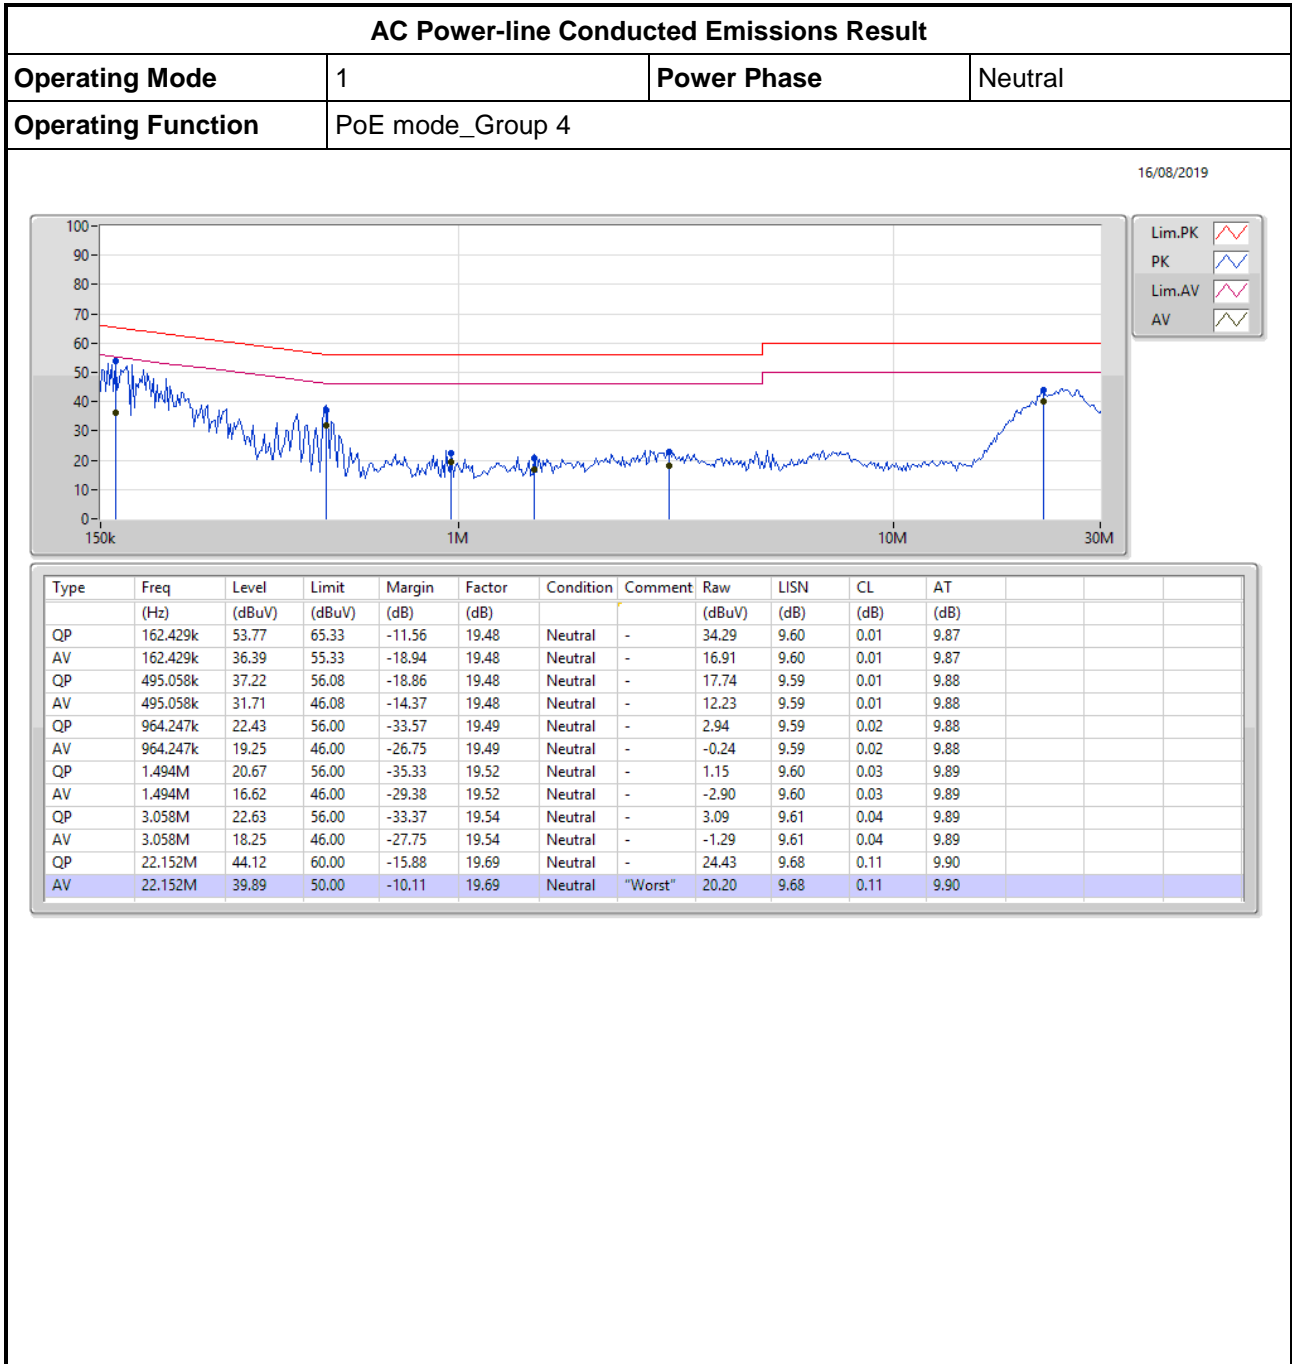 AC Power-line Conducted Emissions Result
Operating Mode 1 Power Phase Neutral
Operating Function PoE mode_Group 4
16/08/2019
100
90
80
70
60
50
40
30
20
10
0
150k 1M 10M 30M
Lim.PK
PK
Lim.AV
AV
Type Freq Level Limit Margin Factor Condition Comment Raw LISN CL AT
(Hz) (dBuV) (dBuV) (dB) (dB) (dBuV) (dB) (dB) (dB)
QP 162.429k 53.77 65.33 -11.56 19.48 Neutral - 34.29 9.60 0.01 9.87
AV 162.429k 36.39 55.33 -18.94 19.48 Neutral - 16.91 9.60 0.01 9.87
QP 495.058k 37.22 56.08 -18.86 19.48 Neutral - 17.74 9.59 0.01 9.88
AV 495.058k 31.71 46.08 -14.37 19.48 Neutral - 12.23 9.59 0.01 9.88
QP 964.247k 22.43 56.00 -33.57 19.49 Neutral - 2.94 9.59 0.02 9.88
AV 964.247k 19.25 46.00 -26.75 19.49 Neutral - -0.24 9.59 0.02 9.88
QP 1.494M 20.67 56.00 -35.33 19.52 Neutral - 1.15 9.60 0.03 9.89
AV 1.494M 16.62 46.00 -29.38 19.52 Neutral - -2.90 9.60 0.03 9.89
QP 3.058M 22.63 56.00 -33.37 19.54 Neutral - 3.09 9.61 0.04 9.89
AV 3.058M 18.25 46.00 -27.75 19.54 Neutral - -1.29 9.61 0.04 9.89
QP 22.152M 44.12 60.00 -15.88 19.69 Neutral - 24.43 9.68 0.11 9.90
AV 22.152M 39.89 50.00 -10.11 19.69 Neutral "Worst" 20.20 9.68 0.11 9.90